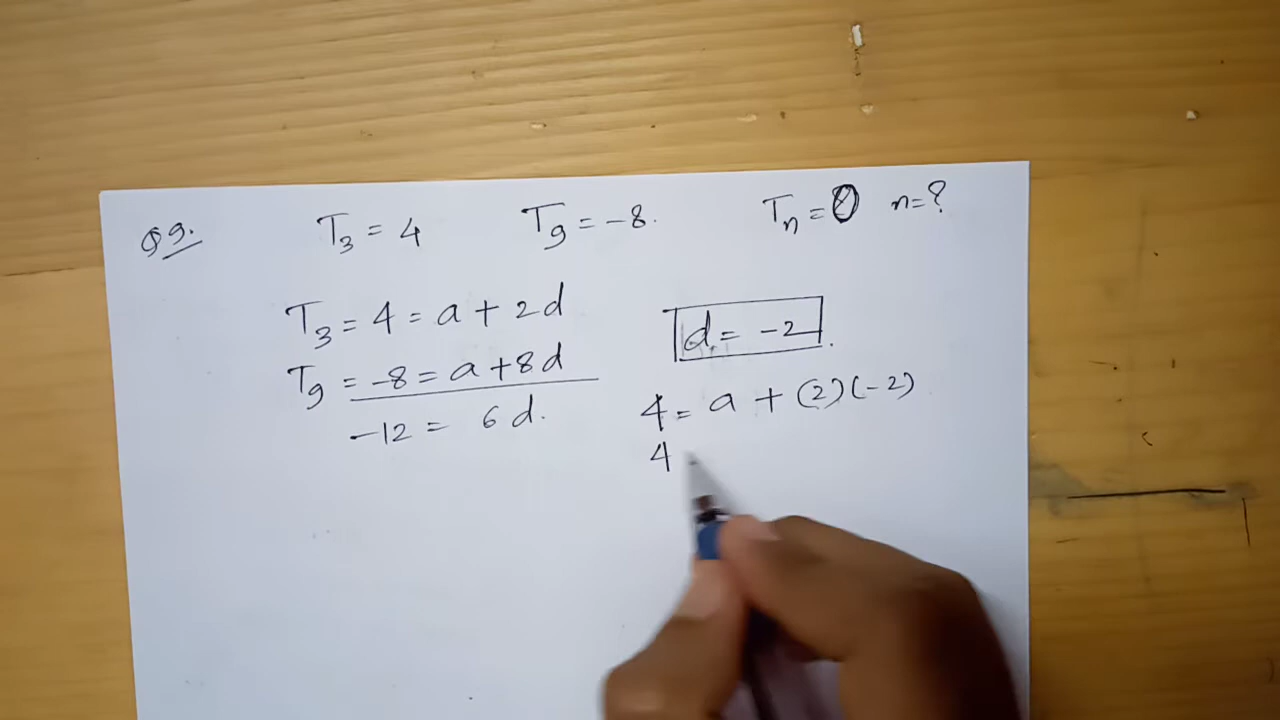 Q9. T3 = 4 T9 = -8. Tn = 0 n = ?
T3 = 4 = a + 2d
T9 = -8 = a + 8d
-12 = 6d.
d = -2.
4 = a + (2)(-2)
4